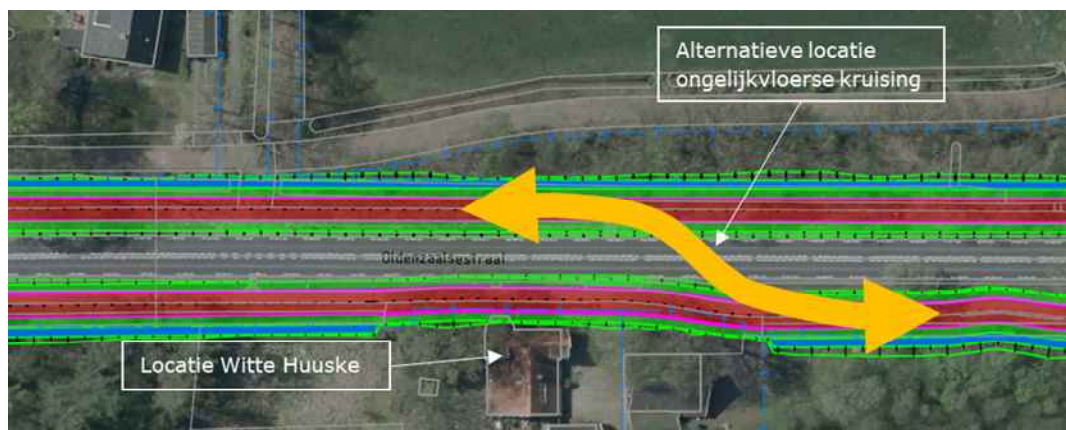 Alternatieve locatie
ongelijkvloerse kruising
Oldenzaalsestraat
Locatie Witte Huuske